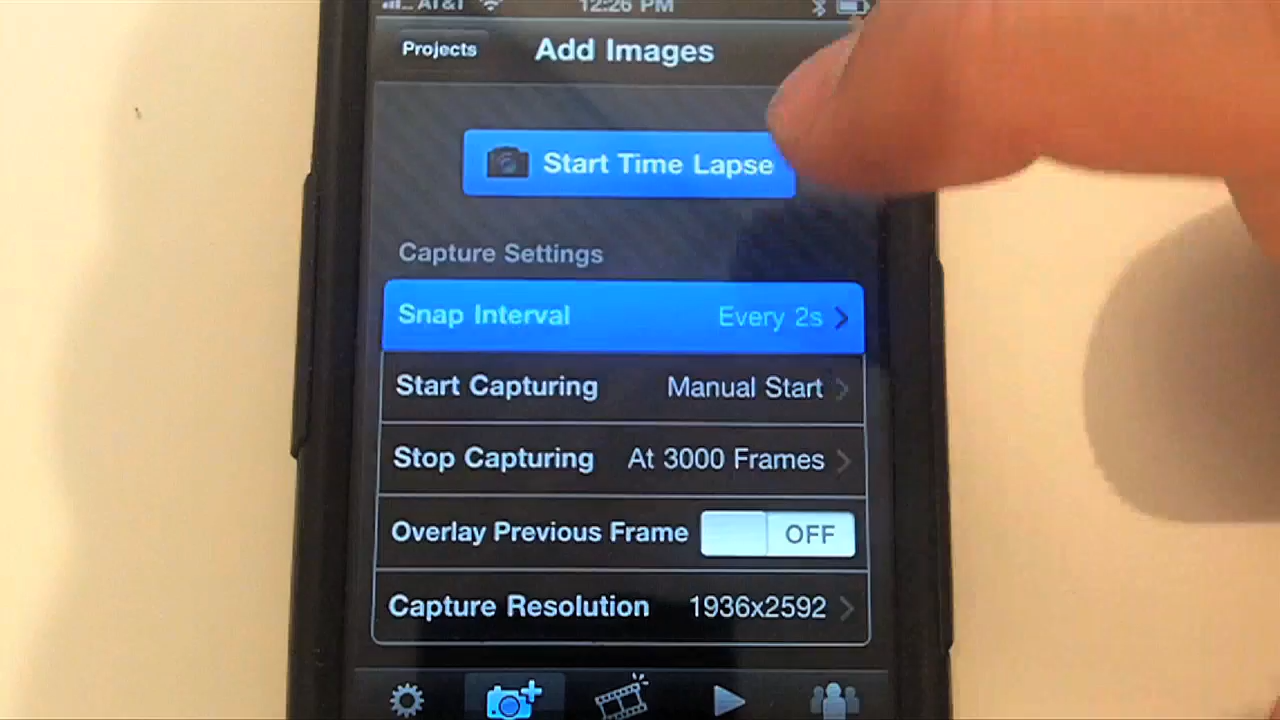 AT&T 12:26 PM
Projects Add Images
Start Time Lapse
Capture Settings
Snap Interval Every 2s
Start Capturing Manual Start
Stop Capturing At 3000 Frames
Overlay Previous Frame OFF
Capture Resolution 1936x2592